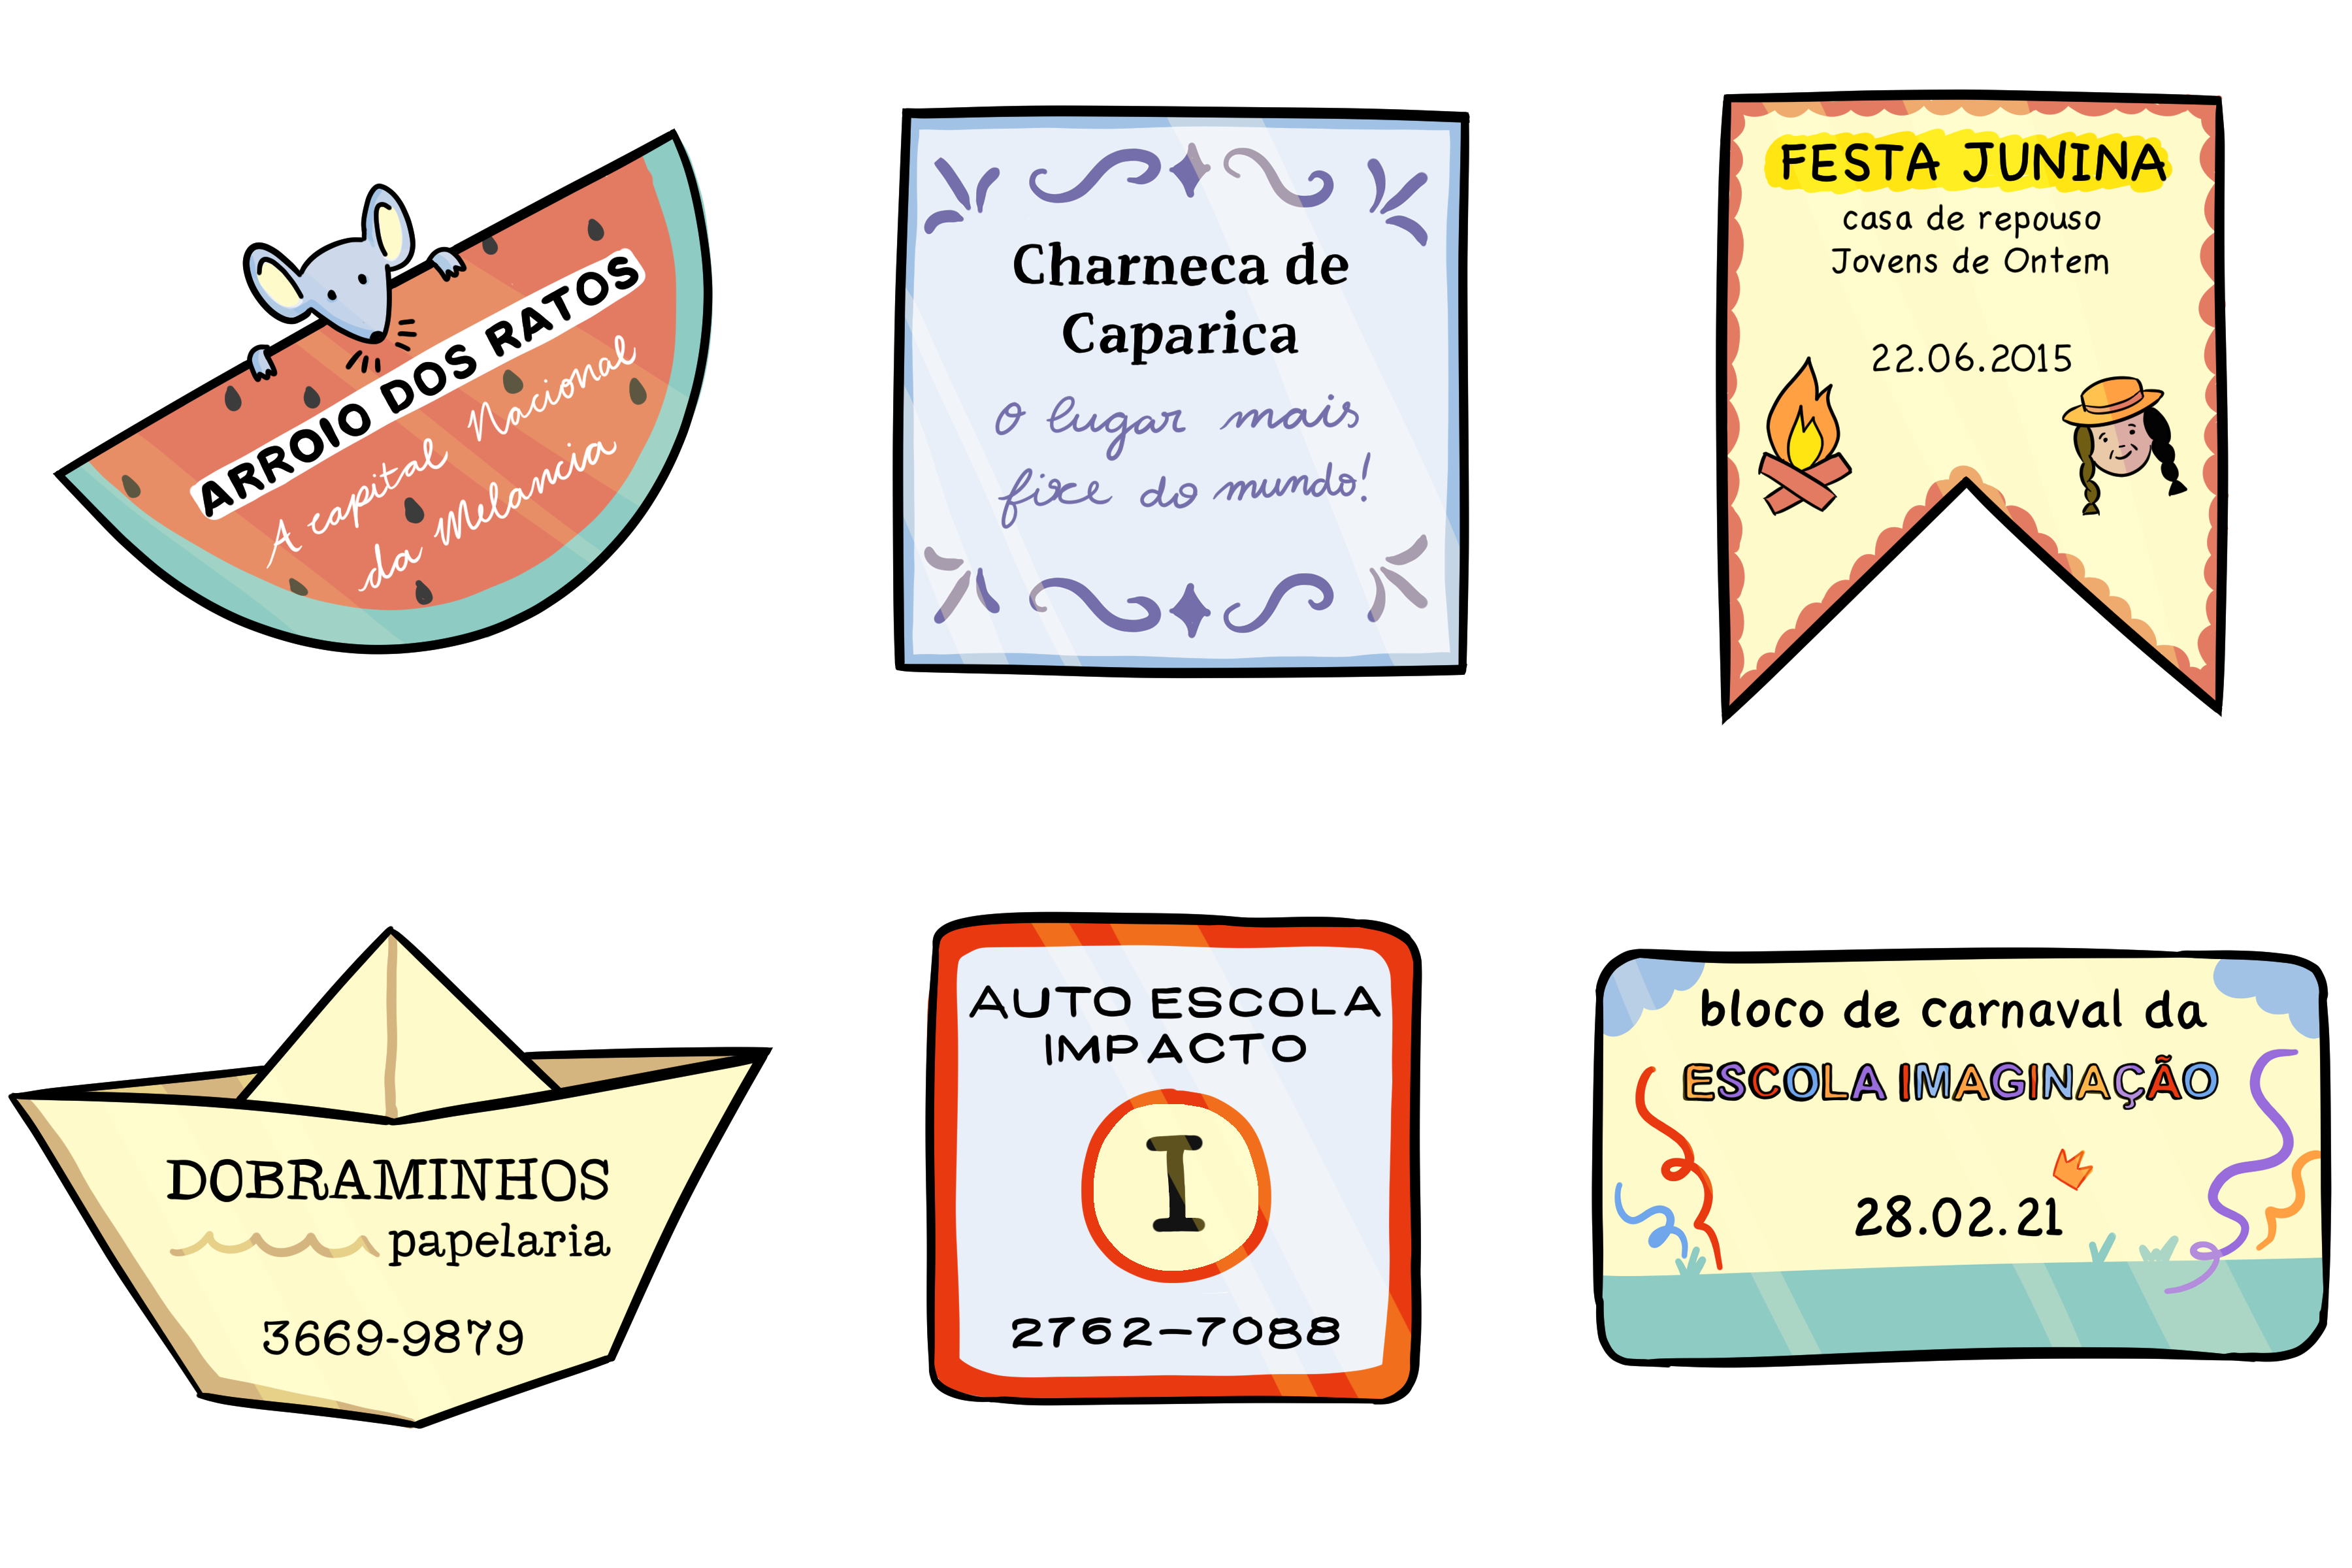 ARROIO DOS RATOS
A capital Nacional
da Melancia
Charneca de
Caparica
O lugar mais
fixe do mundo!
FESTA JUNINA
casa de repouso
Jovens de Ontem
22.06.2015
DOBRAMINHOS
papelaria
3669-9879
AUTO ESCOLA
IMPACTO
I
2762-7088
bloco de carnaval da
ESCOLA IMAGINAÇÃO
28.02.21